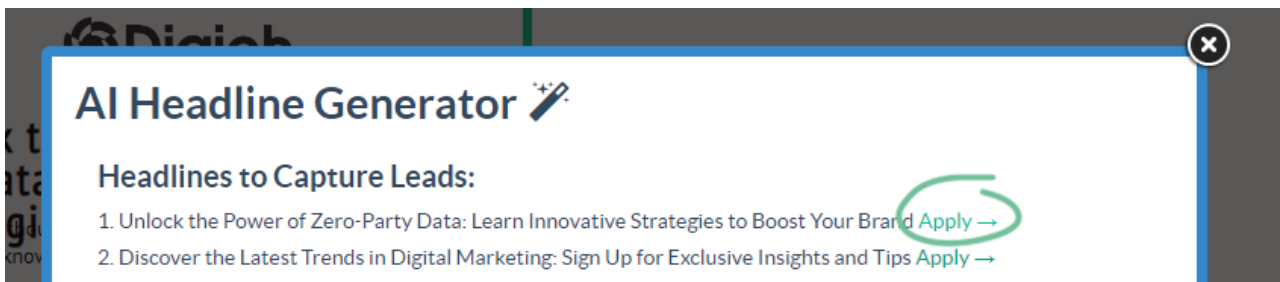 AI Headline Generator
Headlines to Capture Leads:
1. Unlock the Power of Zero-Party Data: Learn Innovative Strategies to Boost Your Brand Apply →
2. Discover the Latest Trends in Digital Marketing: Sign Up for Exclusive Insights and Tips Apply →